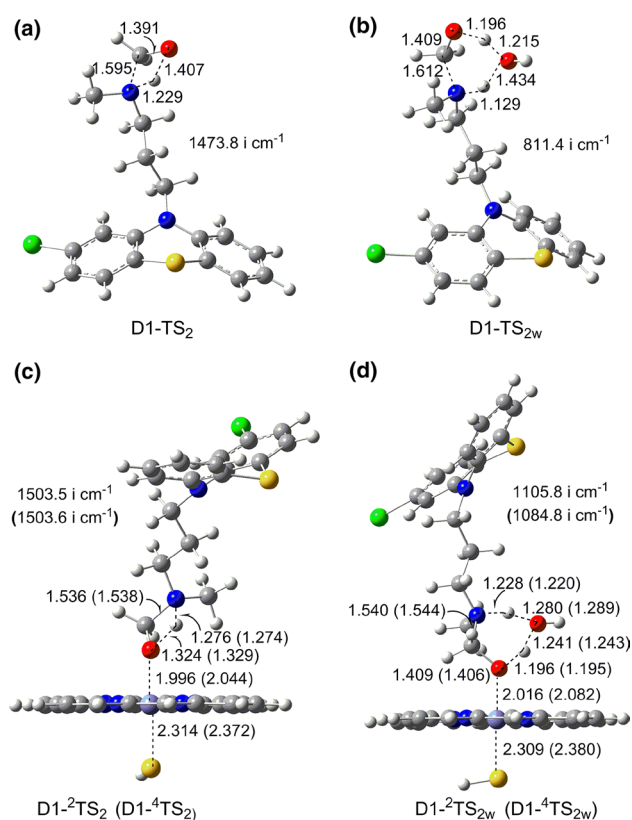 (a)
1.391
1.595
1.407
1.229
1473.8 i cm⁻¹
D1-TS₂
(b)
1.196
1.409
1.215
1.612
1.434
1.129
811.4 i cm⁻¹
D1-TS₂w
(c)
1503.5 i cm⁻¹
(1503.6 i cm⁻¹)
1.536 (1.538)
1.276 (1.274)
1.324 (1.329)
1.996 (2.044)
2.314 (2.372)
D1-²TS₂ (D1-⁴TS₂)
(d)
1105.8 i cm⁻¹
(1084.8 i cm⁻¹)
1.228 (1.220)
1.540 (1.544)
1.280 (1.289)
1.241 (1.243)
1.409 (1.406)
1.196 (1.195)
2.016 (2.082)
2.309 (2.380)
D1-²TS₂w (D1-⁴TS₂w)